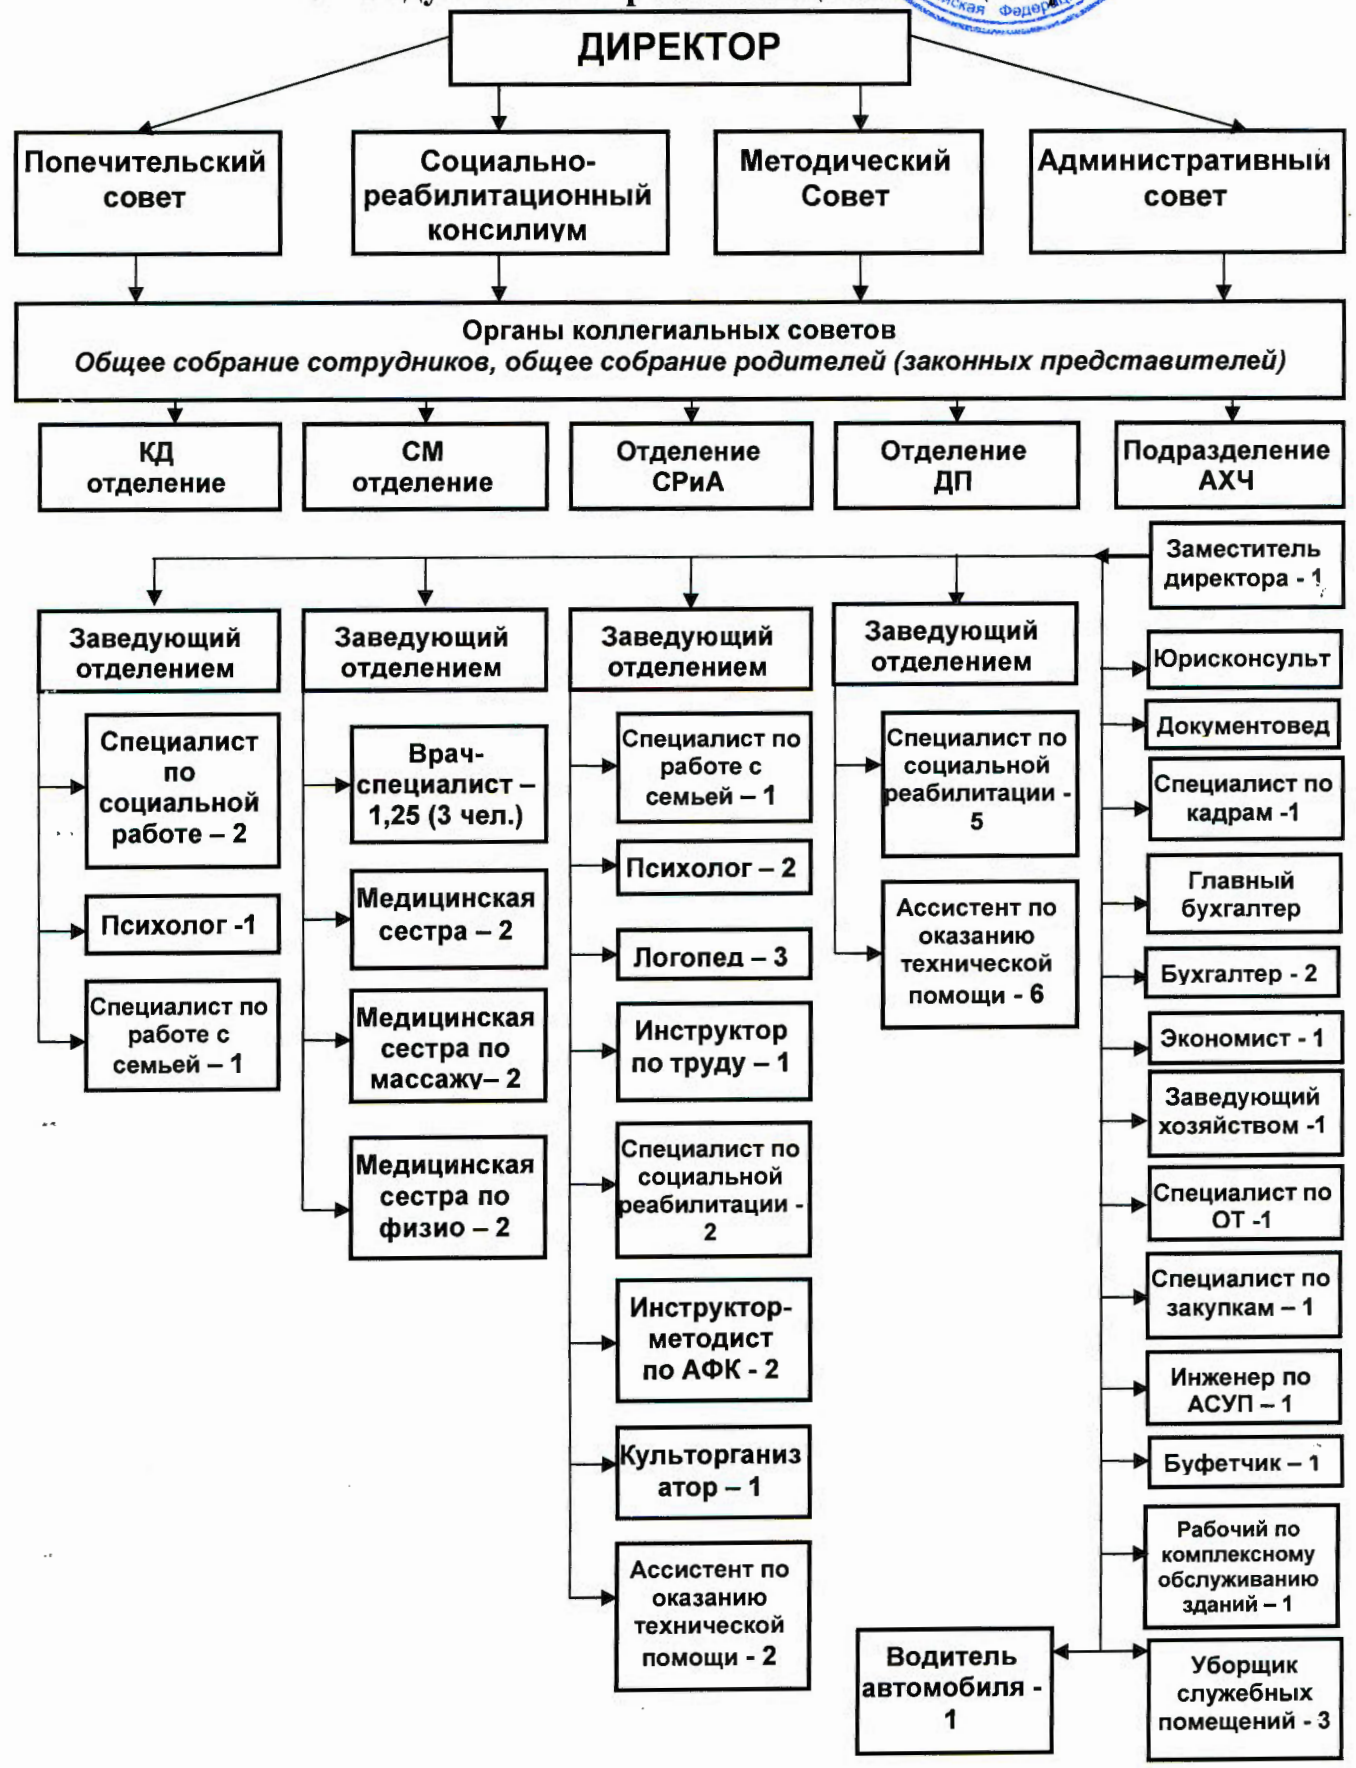 ДИРЕКТОР
Попечительский
совет
Социально-
реабилитационный
консилиум
Методический
Совет
Административный
совет
Органы коллегиальных советов
Общее собрание сотрудников, общее собрание родителей (законных представителей)
КД
отделение
СМ
отделение
Отделение
СРиА
Отделение
ДП
Подразделение
АХЧ
Заместитель
директора - 1
Заведующий
отделением
Специалист
по
социальной
работе – 2
Психолог -1
Специалист по
работе с
семьей – 1
Заведующий
отделением
Врач-
специалист –
1,25 (3 чел.)
Медицинская
сестра – 2
Медицинская
сестра по
массажу– 2
Медицинская
сестра по
физио – 2
Заведующий
отделением
Специалист по
работе с
семьей – 1
Психолог – 2
Логопед – 3
Инструктор
по труду – 1
Специалист по
социальной
реабилитации -
2
Инструктор-
методист
по АФК - 2
Культорганиз
атор – 1
Ассистент по
оказанию
технической
помощи - 2
Заведующий
отделением
Специалист по
социальной
реабилитации -
5
Ассистент по
оказанию
технической
помощи - 6
Юрисконсульт
Документовед
Специалист по
кадрам -1
Главный
бухгалтер
Бухгалтер - 2
Экономист - 1
Заведующий
хозяйством -1
Специалист по
ОТ -1
Специалист по
закупкам – 1
Инженер по
АСУП – 1
Буфетчик – 1
Рабочий по
комплексному
обслуживанию
зданий – 1
Водитель
автомобиля -
1
Уборщик
служебных
помещений - 3